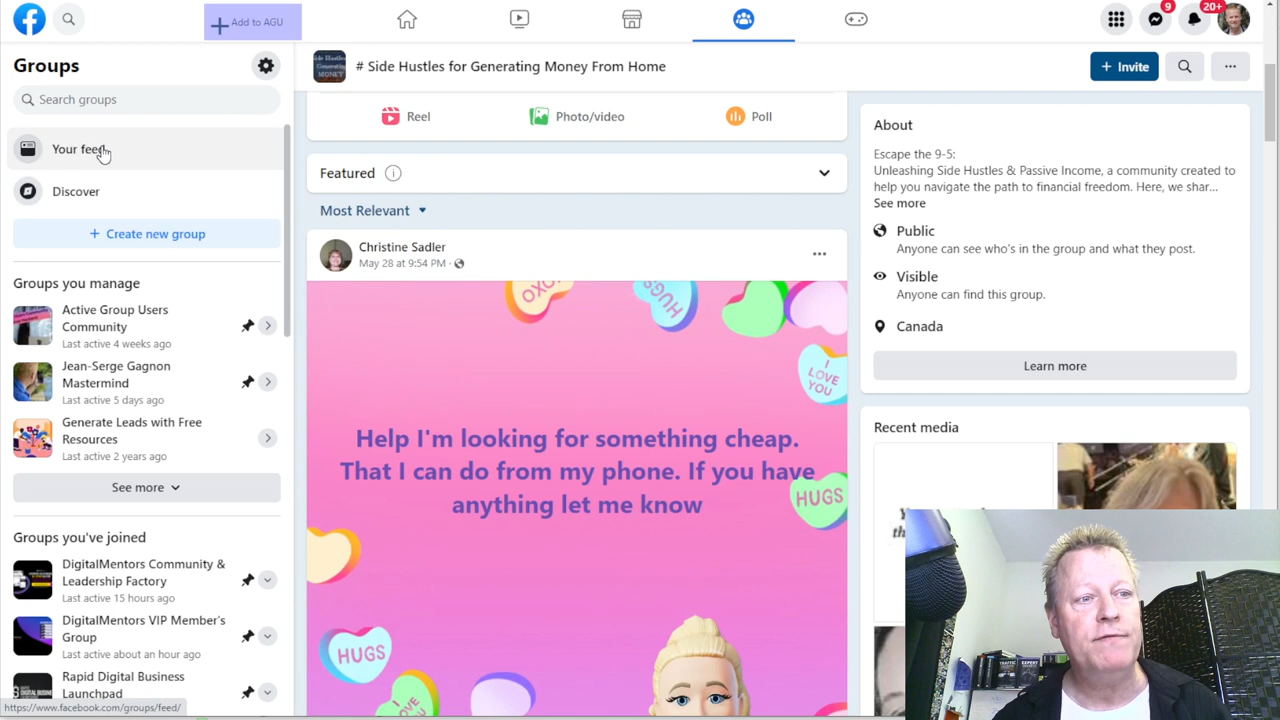 Add to AGU
9
20+
Groups
Search groups
Your feed
Discover
+ Create new group
Groups you manage
Active Group Users
Community
Last active 4 weeks ago
Jean-Serge Gagnon
Mastermind
Last active 5 days ago
Generate Leads with Free
Resources
Last active 2 years ago
See more
Groups you've joined
DigitalMentors Community &
Leadership Factory
Last active 15 hours ago
DigitalMentors VIP Member's
Group
Last active about an hour ago
Rapid Digital Business
Launchpad
https://www.facebook.com/groups/feed/
# Side Hustles for Generating Money From Home
+ Invite
Reel
Photo/video
Poll
Featured
Most Relevant
Christine Sadler
May 28 at 9:54 PM
XOXO
HUGS
I
LOVE
YOU
Help I'm looking for something cheap.
That I can do from my phone. If you have
anything let me know
HUGS
HUGS
About
Escape the 9-5:
Unleashing Side Hustles & Passive Income, a community created to
help you navigate the path to financial freedom. Here, we shar...
See more
Public
Anyone can see who's in the group and what they post.
Visible
Anyone can find this group.
Canada
Learn more
Recent media
TRAFFIC
EXPERT